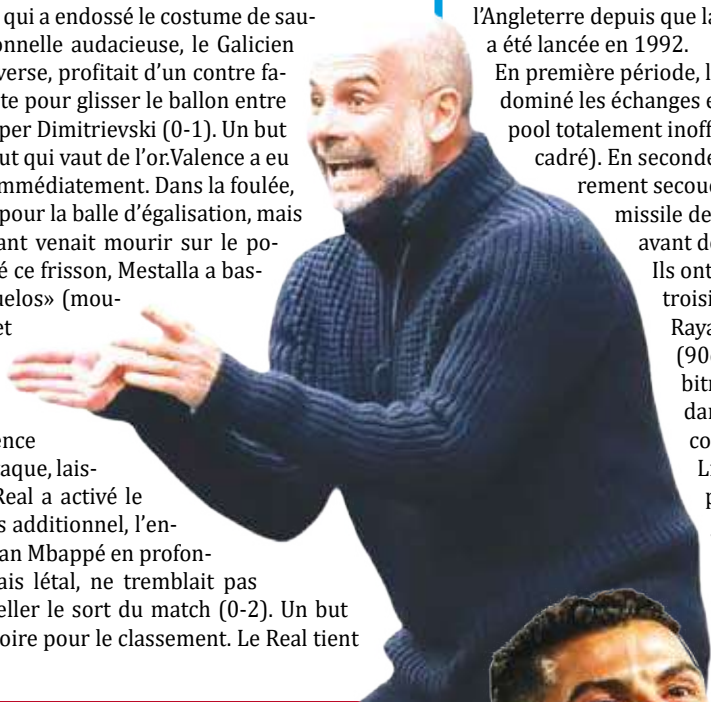 qui a endossé le costume de sau-
onnelle audacieuse, le Galicien
verse, profitait d'un contre fa-
te pour glisser le ballon entre
per Dimitrievski (0-1). Un but
ut qui vaut de l'or.Valence a eu
mmédiatement. Dans la foulée,
pour la balle d'égalisation, mais
ant venait mourir sur le po-
é ce frisson, Mestalla a bas-
uelos» (mou-
et
ence
aque, lais-
Real a activé le
s additionnel, l'en-
an Mbappé en profon-
ais létal, ne tremblait pas
eller le sort du match (0-2). Un but
oire pour le classement. Le Real tient
l'Angleterre depuis que la
a été lancée en 1992.
En première période, l
dominé les échanges e
pool totalement inoff
cadré). En seconde
rement secou
missile de
avant de
Ils ont
troisi
Raya
(90
bitr
dan
co
L
p